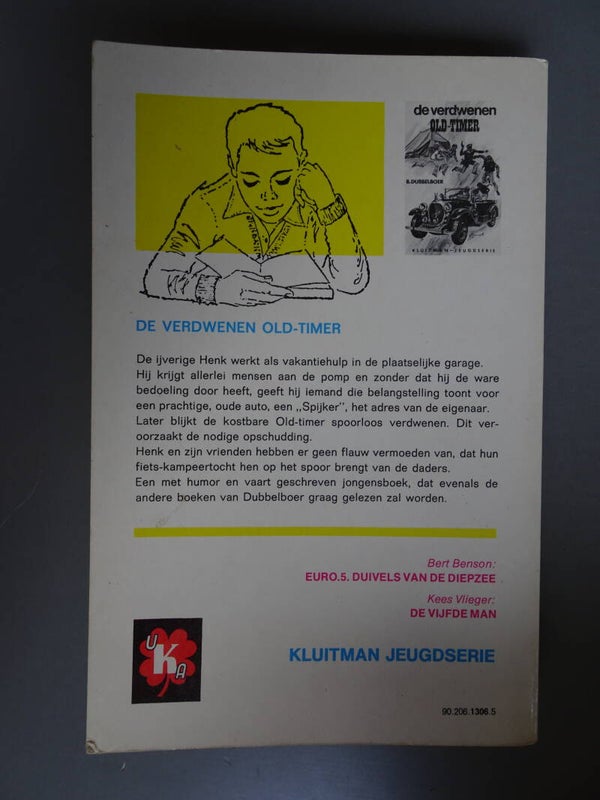 de verdwenen
OLD-TIMER
B. DUBBELBOER
KLUITMAN - JEUGDSERIE
DE VERDWENEN OLD-TIMER
De ijverige Henk werkt als vakantiehulp in de plaatselijke garage.
Hij krijgt allerlei mensen aan de pomp en zonder dat hij de ware
bedoeling door heeft, geeft hij iemand die belangstelling toont voor
een prachtige, oude auto, een „Spijker”, het adres van de eigenaar.
Later blijkt de kostbare Old-timer spoorloos verdwenen. Dit ver-
oorzaakt de nodige opschudding.
Henk en zijn vrienden hebben er geen flauw vermoeden van, dat hun
fiets-kampeertocht hen op het spoor brengt van de daders.
Een met humor en vaart geschreven jongensboek, dat evenals de
andere boeken van Dubbelboer graag gelezen zal worden.
Bert Benson:
EURO.5. DUIVELS VAN DE DIEPZEE
Kees Vlieger:
DE VIJFDE MAN
UKA
KLUITMAN JEUGDSERIE
90.206.1306.5